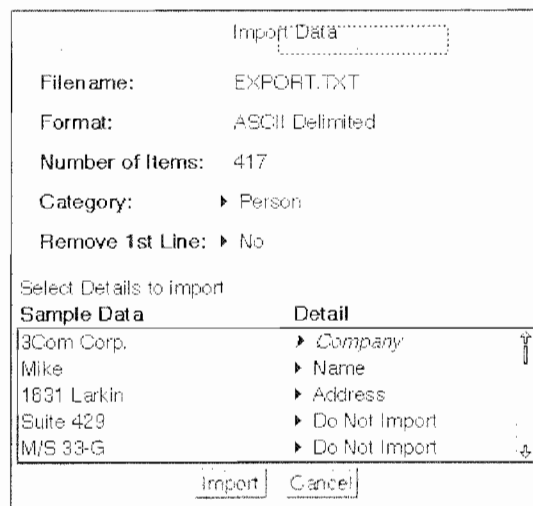 Import Data
Filename: EXPORT.TXT
Format: ASCII Delimited
Number of Items: 417
Category: Person
Remove 1st Line: No
Select Details to import
Sample Data Detail
3Com Corp. Company
Mike Name
1831 Larkin Address
Suite 429 Do Not Import
M/S 33-G Do Not Import
Import Cancel